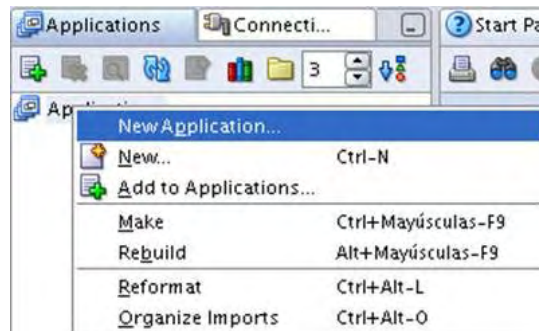 Applications Connecti... Start Pa
3
Ap
New Application...
New... Ctrl-N
Add to Applications...
Make Ctrl+Mayúsculas-F9
Rebuild Alt+Mayúsculas-F9
Reformat Ctrl+Alt-L
Organize Imports Ctrl+Alt-O